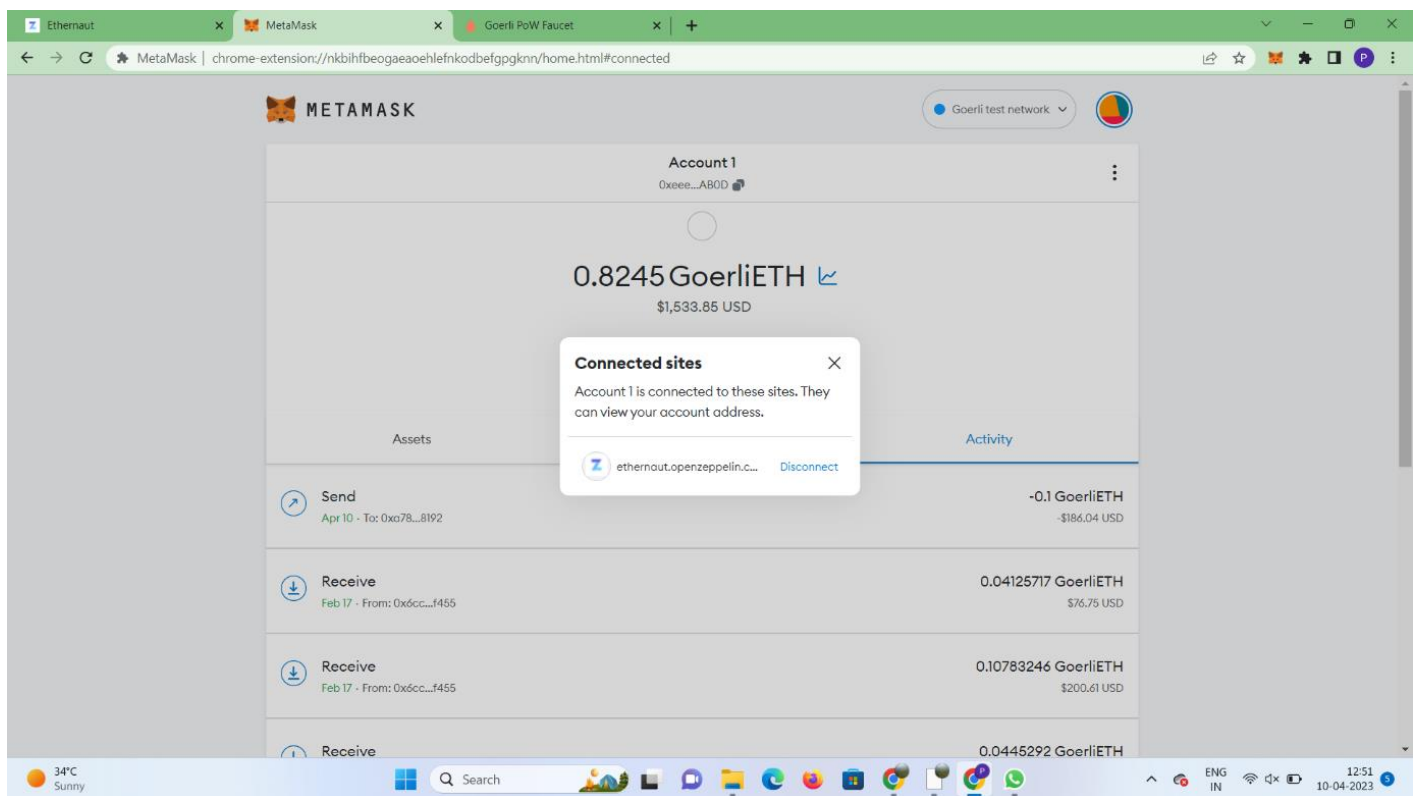 Ethernaut
MetaMask
Goerli PoW Faucet
MetaMask | chrome-extension://nkbihfbeogaeaoehlefnkodbefgpgknn/home.html#connected
P
METAMASK
Goerli test network
Account 1
0xeee...AB0D
0.8245 GoerliETH
$1,533.85 USD
Connected sites
Account 1 is connected to these sites. They
can view your account address.
ethernaut.openzeppelin.c... Disconnect
Assets
Activity
Send
-0.1 GoerliETH
Apr 10 · To: 0xa78...8192
-$186.04 USD
Receive
0.04125717 GoerliETH
Feb 17 · From: 0x6cc...f455
$76.75 USD
Receive
0.10783246 GoerliETH
Feb 17 · From: 0x6cc...f455
$200.61 USD
Receive
0.0445292 GoerliETH
34°C
Sunny
Search
ENG
IN
12:51
10-04-2023
5